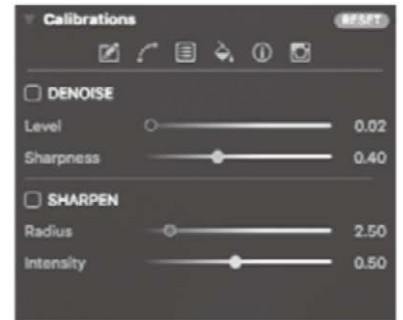 Calibrations RESET
DENOISE
Level 0.02
Sharpness 0.40
SHARPEN
Radius 2.50
Intensity 0.50